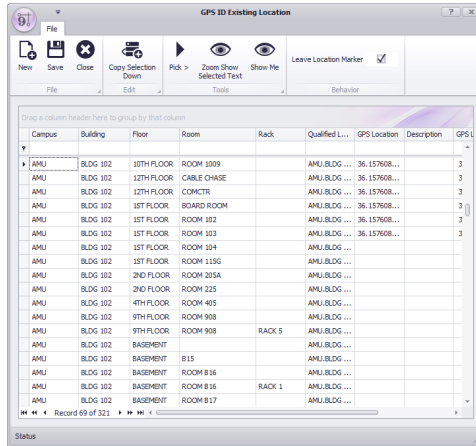 GPS ID Existing Location
File
New Save Close Copy Selection Down Pick > Zoom Show Selected Text Show Me Leave Location Marker
File Edit Tools Behavior
Drag a column header here to group by that column
Campus Building Floor Room Rack Qualified L... GPS Location Description GPS L
AMU BLDG 102 10TH FLOOR ROOM 1009 AMU.BLDG ... 36.157608... 3
AMU BLDG 102 12TH FLOOR CABLE CHASE AMU.BLDG ... 36.157608... 3
AMU BLDG 102 12TH FLOOR COMCTR AMU.BLDG ... 36.157608... 3
AMU BLDG 102 1ST FLOOR BOARD ROOM AMU.BLDG ... 36.157608... 3
AMU BLDG 102 1ST FLOOR ROOM 102 AMU.BLDG ... 36.157608... 3
AMU BLDG 102 1ST FLOOR ROOM 103 AMU.BLDG ... 36.157608... 3
AMU BLDG 102 1ST FLOOR ROOM 104 AMU.BLDG ...
AMU BLDG 102 1ST FLOOR ROOM 115G AMU.BLDG ...
AMU BLDG 102 2ND FLOOR ROOM 205A AMU.BLDG ...
AMU BLDG 102 2ND FLOOR ROOM 225 AMU.BLDG ...
AMU BLDG 102 4TH FLOOR ROOM 405 AMU.BLDG ...
AMU BLDG 102 9TH FLOOR ROOM 908 AMU.BLDG ...
AMU BLDG 102 9TH FLOOR ROOM 908 RACK 5 AMU.BLDG ...
AMU BLDG 102 BASEMENT AMU.BLDG ...
AMU BLDG 102 BASEMENT B15 AMU.BLDG ...
AMU BLDG 102 BASEMENT ROOM B16 AMU.BLDG ...
AMU BLDG 102 BASEMENT ROOM B16 RACK 1 AMU.BLDG ...
AMU BLDG 102 BASEMENT ROOM B17 AMU.BLDG ...
Record 69 of 321
Status